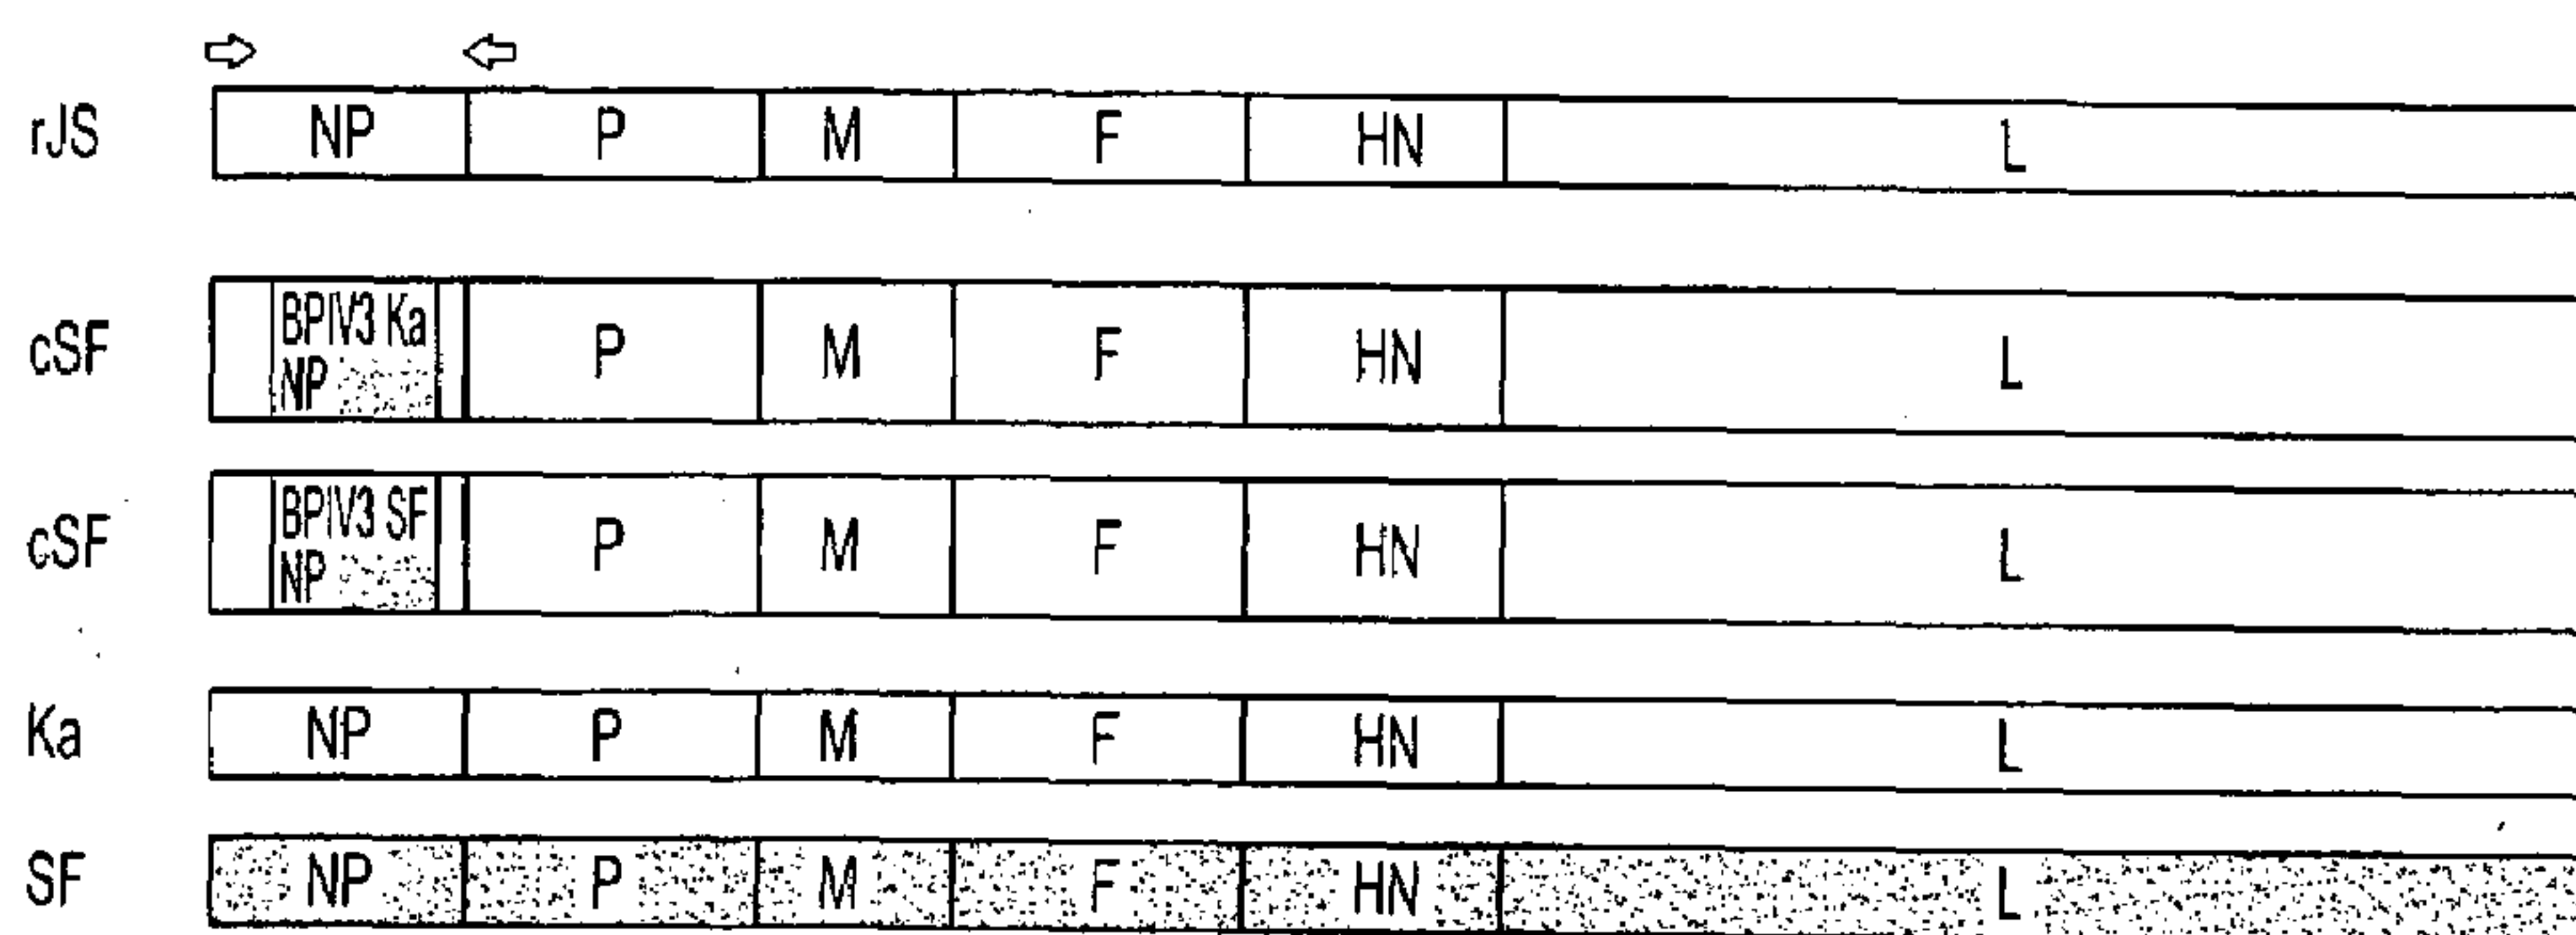 rJS NP P M F HN L
cSF BPIV3 Ka NP P M F HN L
cSF BPIV3 SF NP P M F HN L
Ka NP P M F HN L
SF NP P M F HN L